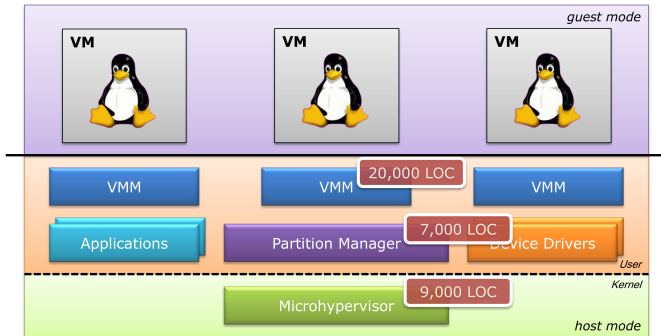 guest mode
VM
VM
VM
20,000 LOC
VMM
VMM
VMM
7,000 LOC
Applications
Partition Manager
Device Drivers
User
Kernel
9,000 LOC
Microhypervisor
host mode